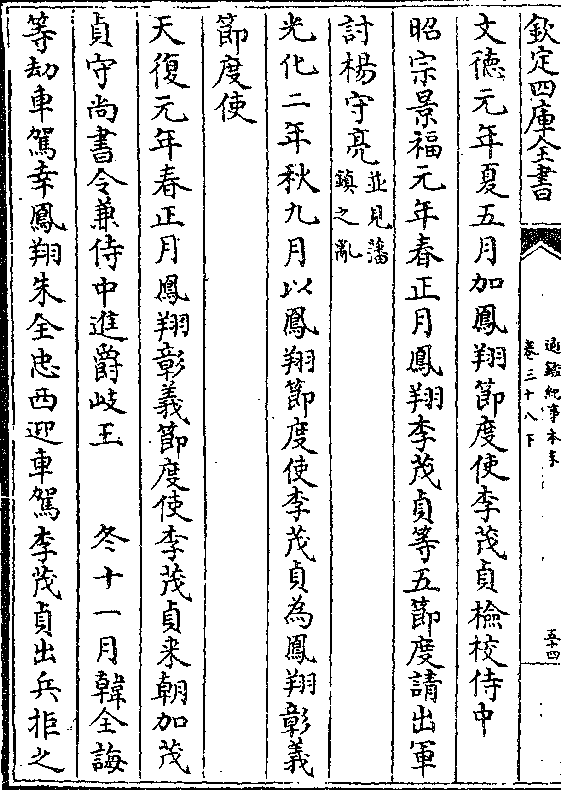 欽定四庫全書
通鑑紀事本末
卷三十八下
五十四
文德元年夏五月加鳳翔節度使李茂貞檢校侍中
昭宗景福元年春正月鳳翔李茂貞等五節度請出軍
討楊守亮並見藩鎮之亂
光化二年秋九月以鳳翔節度使李茂貞為鳳翔彰義
節度使
天復元年春正月鳳翔彰義節度使李茂貞来朝加茂
貞守尚書令兼侍中進爵岐王 冬十一月韓全誨
等劫車駕幸鳳翔朱全忠西迎車駕李茂貞出兵拒之